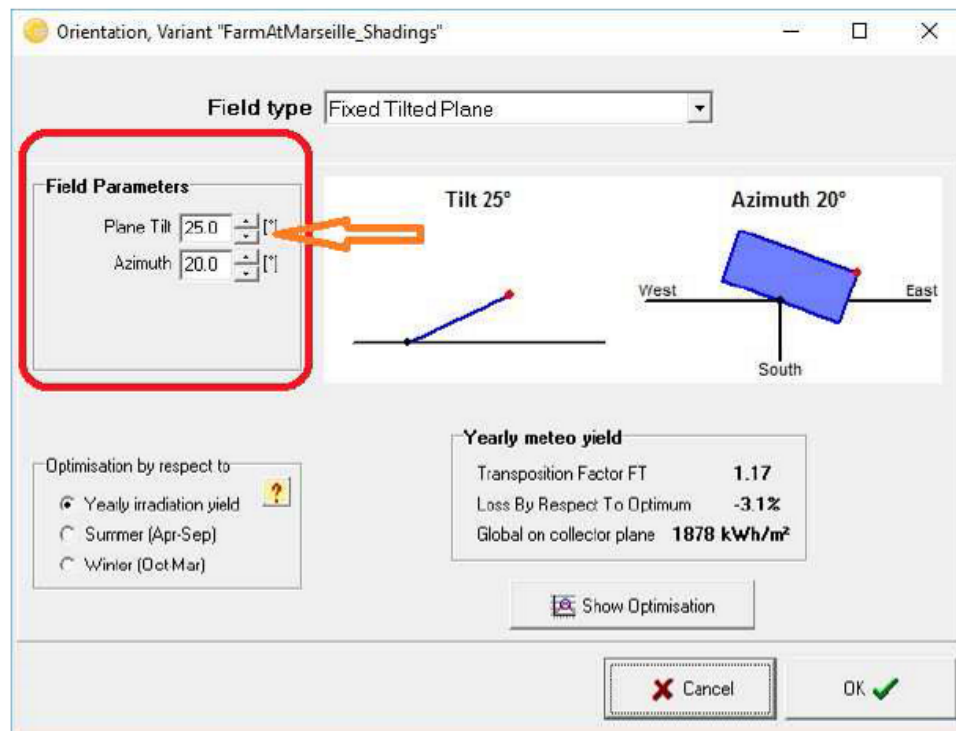 Orientation, Variant "FarmAtMarseille_Shadings"
Field type Fixed Tilted Plane
Field Parameters
Plane Tilt 25.0 [°]
Azimuth 20.0 [°]
Tilt 25°
Azimuth 20°
West East
South
Optimisation by respect to
Yearly irradiation yield ?
Summer (Apr-Sep)
Winter (Oct-Mar)
Yearly meteo yield
Transposition Factor FT 1.17
Loss By Respect To Optimum -3.1%
Global on collector plane 1878 kWh/m²
Show Optimisation
Cancel OK